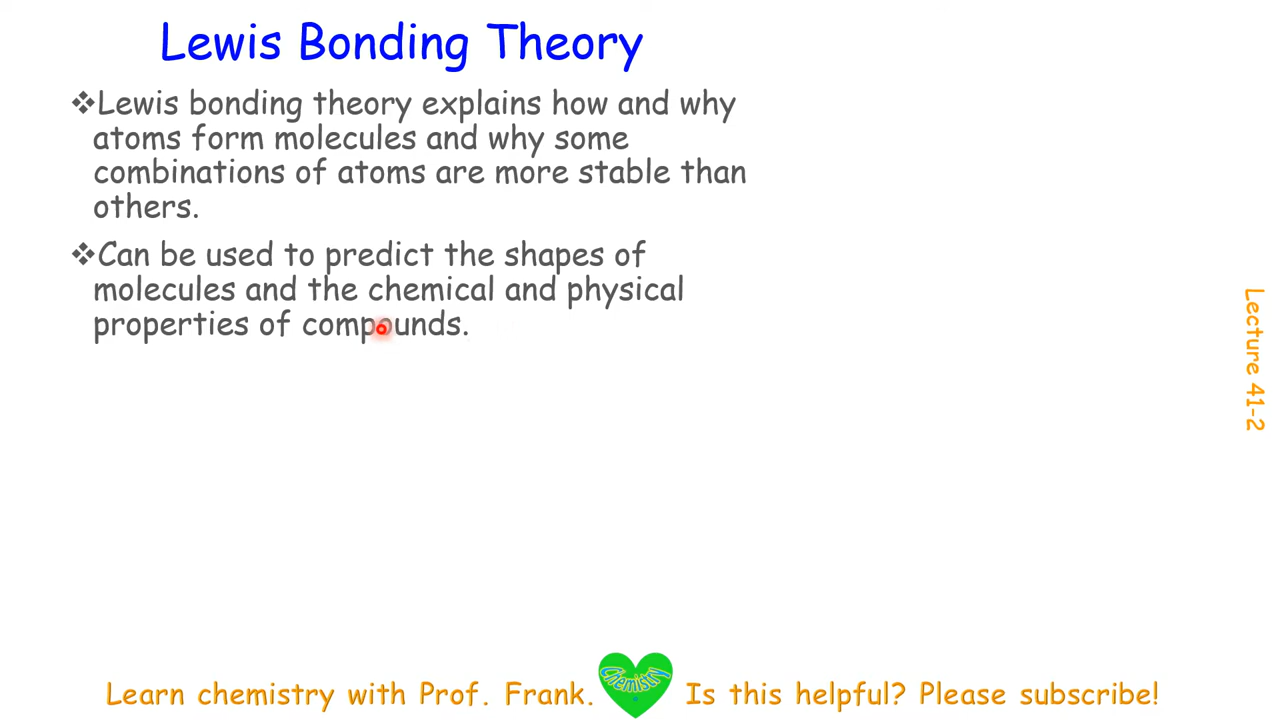 Lewis Bonding Theory
❖Lewis bonding theory explains how and why
atoms form molecules and why some
combinations of atoms are more stable than
others.
❖Can be used to predict the shapes of
molecules and the chemical and physical
properties of compounds.
Lecture 41-2
Learn chemistry with Prof. Frank.
Chemistry
Is this helpful? Please subscribe!